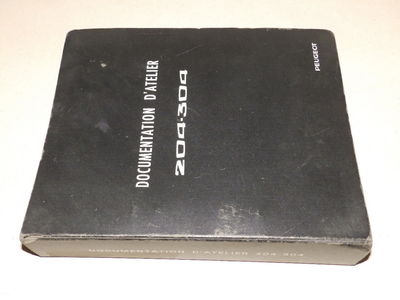 DOCUMENTATION D'ATELIER
204·304
PEUGEOT
DOCUMENTATION D'ATELIER 204-304